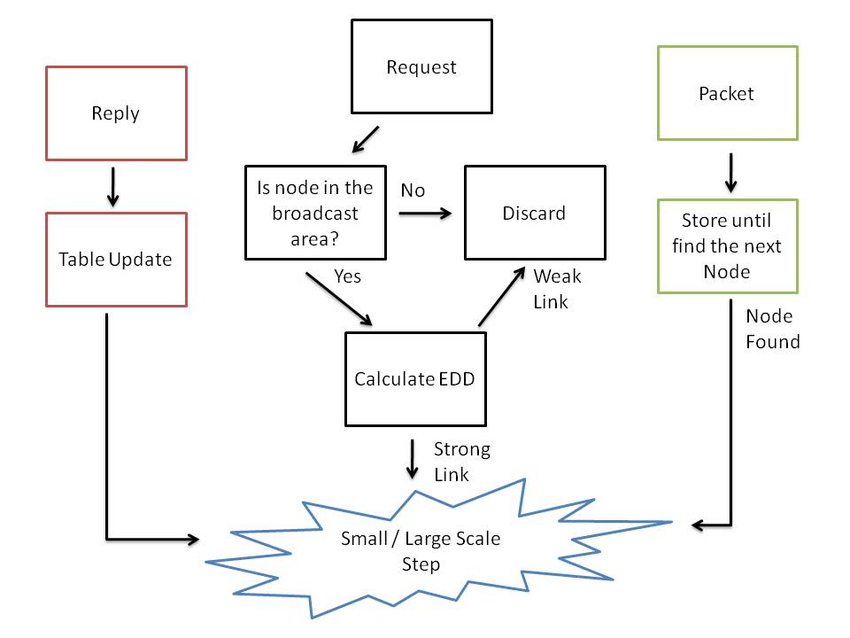 Request
Reply
Packet
Is node in the
broadcast
area?
No
Discard
Table Update
Store until
find the next
Node
Yes
Weak
Link
Node
Found
Calculate EDD
Strong
Link
Small / Large Scale
Step